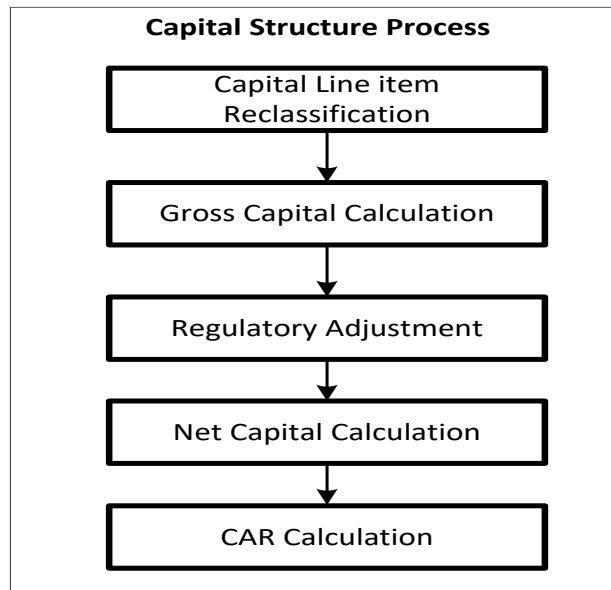 Capital Structure Process
Capital Line item
Reclassification
Gross Capital Calculation
Regulatory Adjustment
Net Capital Calculation
CAR Calculation